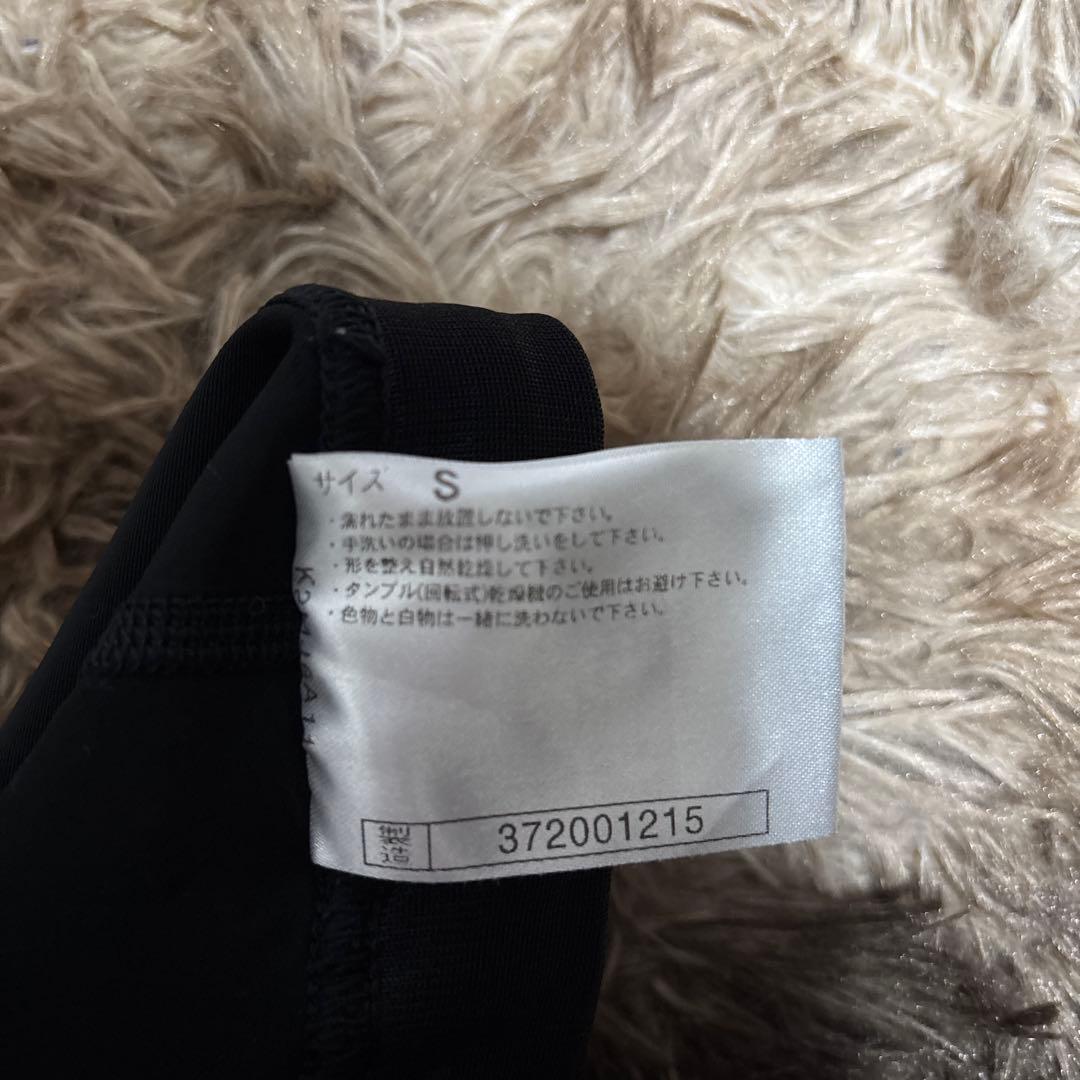 サイズ S
・濡れたまま放置しないで下さい。
・手洗いの場合は押し洗いをして下さい。
・形を整え自然乾燥して下さい。
・タンブル(回転式)乾燥機のご使用はお避け下さい。
・色物と白物は一緒に洗わないで下さい。
製造 372001215